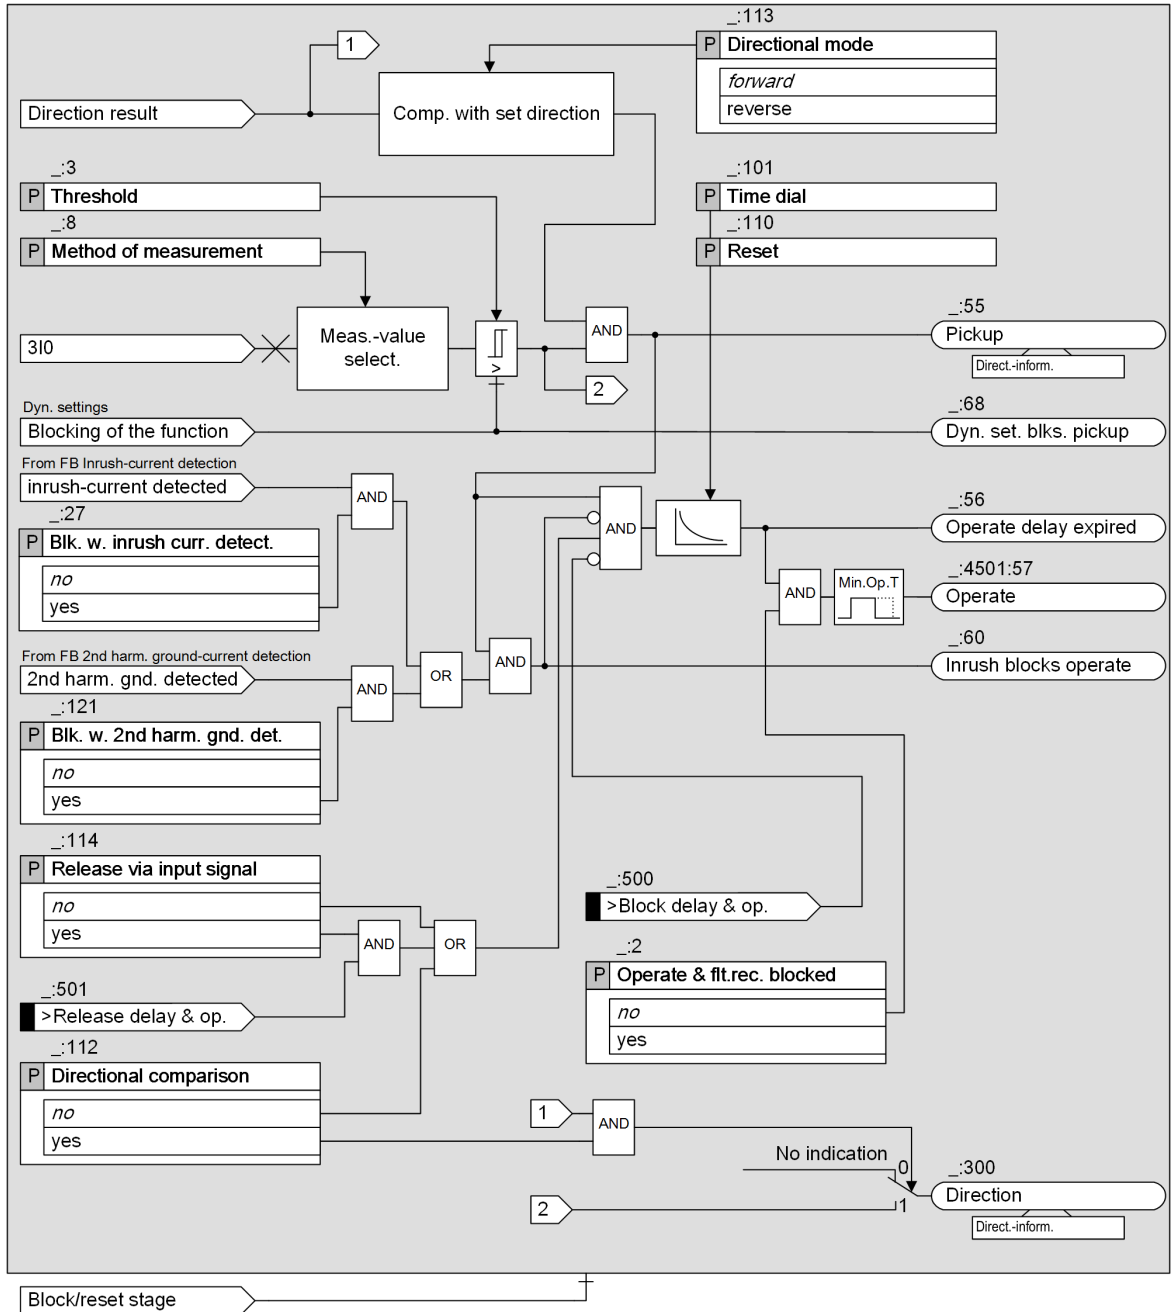 _:113
1
P Directional mode
forward
reverse
Direction result
Comp. with set direction
_:3
P Threshold
_:101
P Time dial
_:8
P Method of measurement
_:110
P Reset
3I0
Meas.-value
select.
>
AND
_:55
Pickup
Direct.-inform.
2
Dyn. settings
Blocking of the function
_:68
Dyn. set. blks. pickup
From FB Inrush-current detection
inrush-current detected
AND
_:27
P Blk. w. inrush curr. detect.
no
yes
AND
_:56
Operate delay expired
_:4501:57
AND
Min.Op.T
Operate
From FB 2nd harm. ground-current detection
2nd harm. gnd. detected
AND
OR
AND
_:60
Inrush blocks operate
_:121
P Blk. w. 2nd harm. gnd. det.
no
yes
_:114
P Release via input signal
no
yes
AND
OR
_:500
>Block delay & op.
_:501
>Release delay & op.
_:2
P Operate & flt.rec. blocked
no
yes
_:112
P Directional comparison
no
yes
1
AND
No indication
0
_:300
2
1
Direction
Direct.-inform.
Block/reset stage